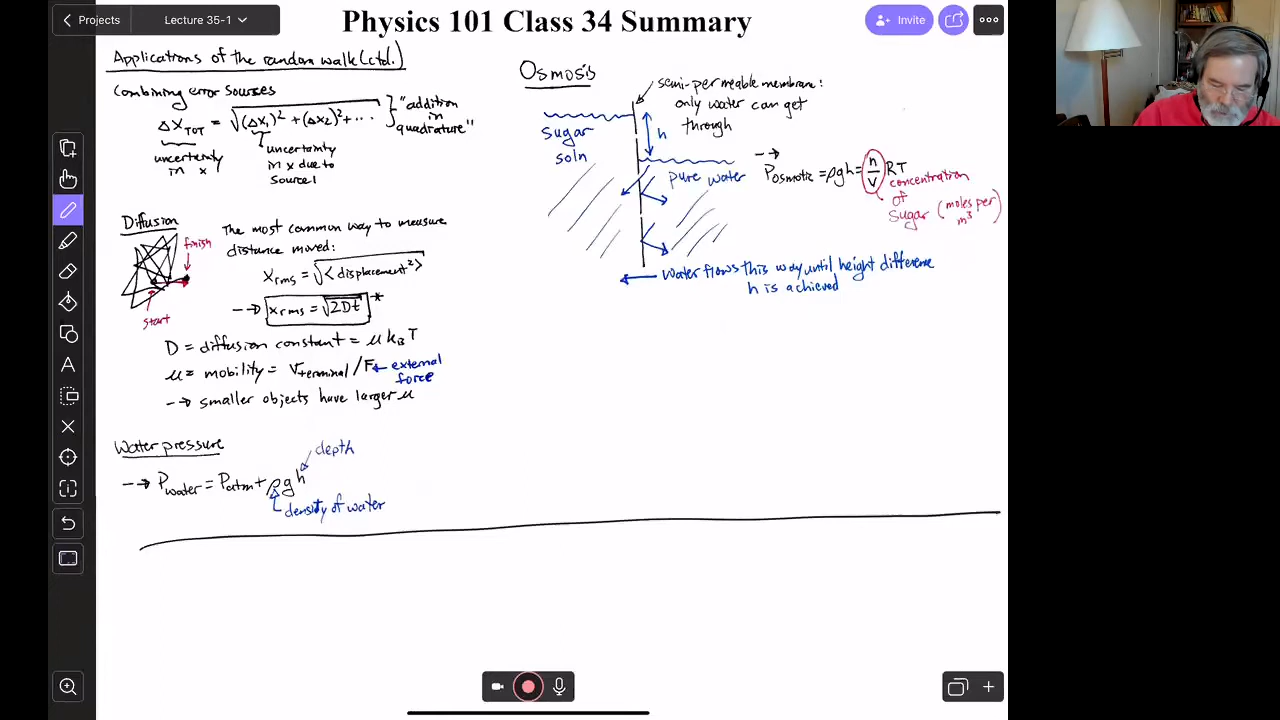 Projects
Lecture 35-1
Physics 101 Class 34 Summary
Invite
Applications of the random walk (ctd.)
Combining error sources
ΔX_TOT = √((Δx₁)² + (Δx₂)² + ...
"addition
in
quadrature"
uncertainty
in x
uncertainty
in x due to
source 1
Diffusion
finish
start
The most common way to measure
distance moved:
x_rms = √<displacement²>
→ x_rms = √2Dt *
D = diffusion constant = μ k_B T
μ = mobility = V_terminal / F ← external
force
→ smaller objects have larger μ
Water pressure
depth
→ P_water = P_atm + ρgh
density of water
Osmosis
semi-permeable membrane:
only water can get
through
sugar
soln
h
pure water
→
P_osmotic = ρgh = n/V RT
concentration
of
sugar (moles per
m³)
water flows this way until height difference
h is achieved
A